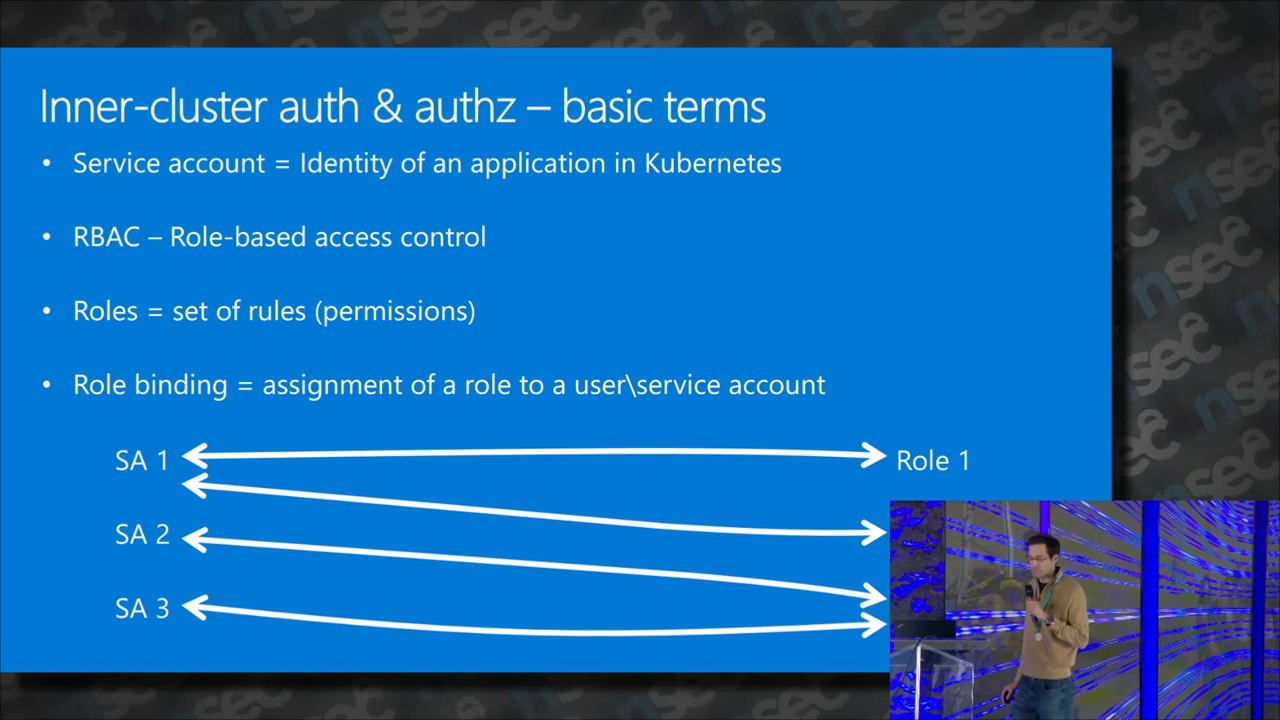 Inner-cluster auth & authz – basic terms
• Service account = Identity of an application in Kubernetes
• RBAC – Role-based access control
• Roles = set of rules (permissions)
• Role binding = assignment of a role to a user\service account
SA 1
Role 1
SA 2
SA 3
nsec